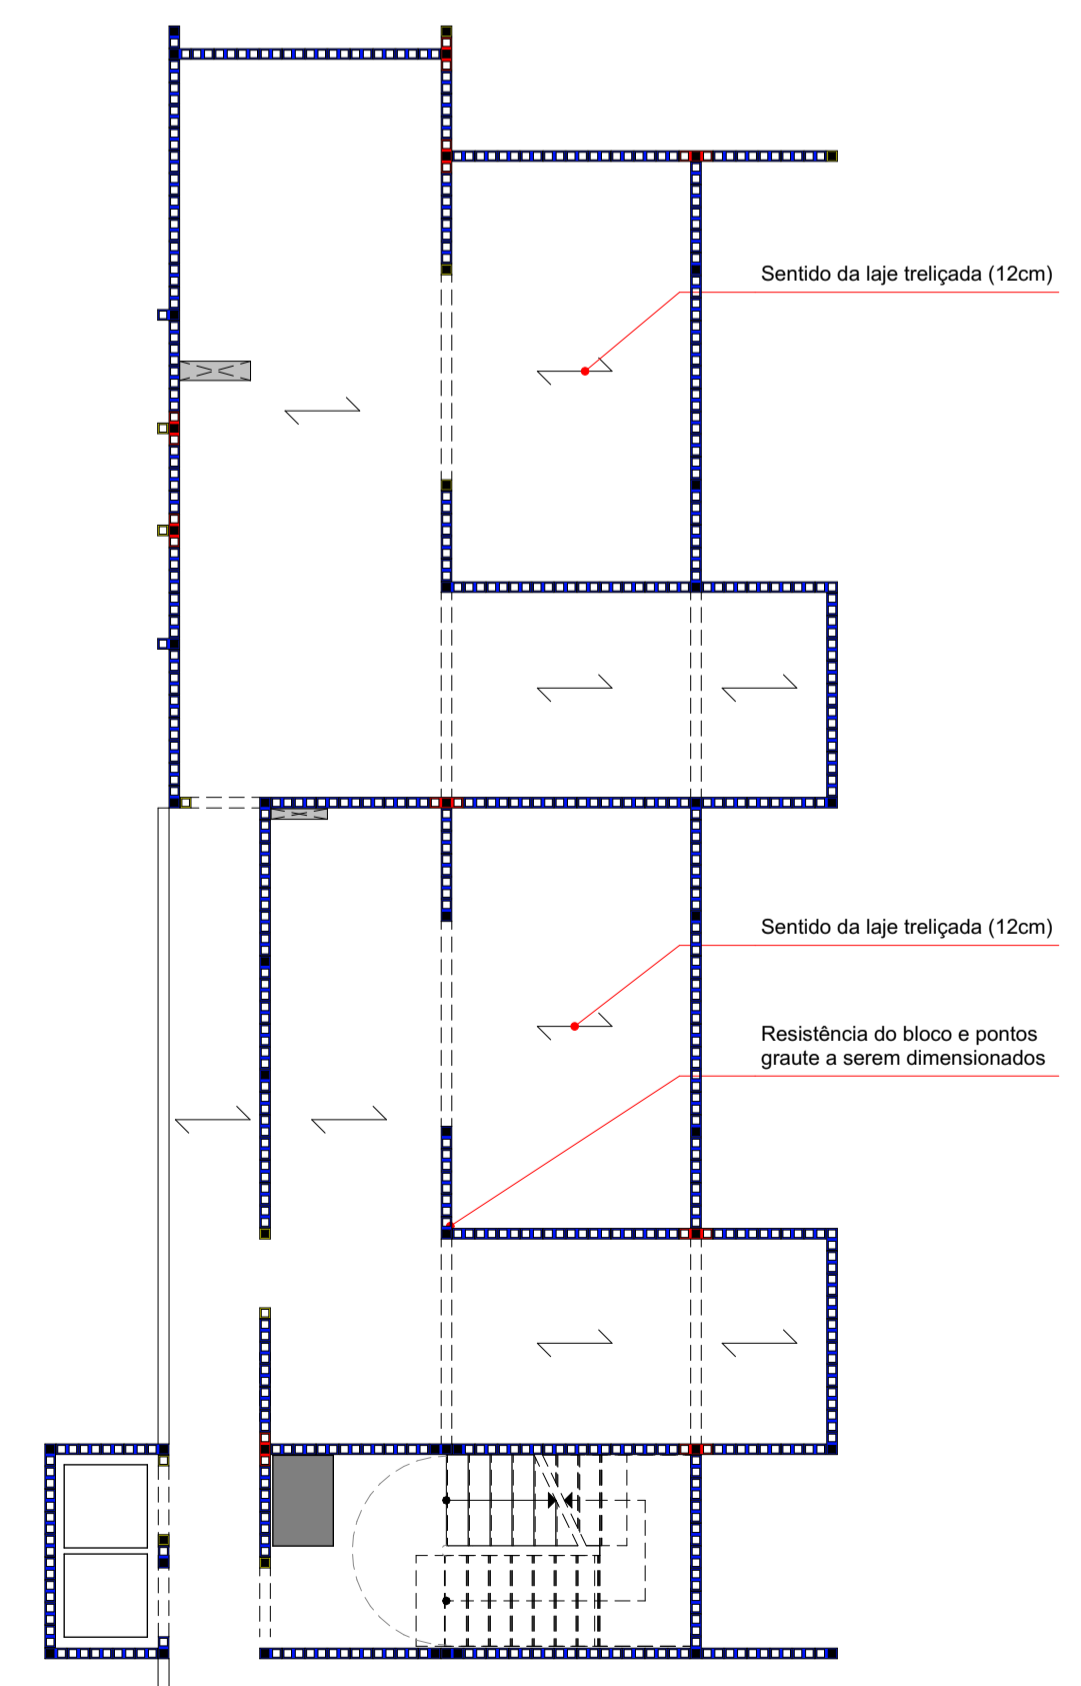 Sentido da laje treliçada (12cm)
Sentido da laje treliçada (12cm)
Resistência do bloco e pontos
graute a serem dimensionados